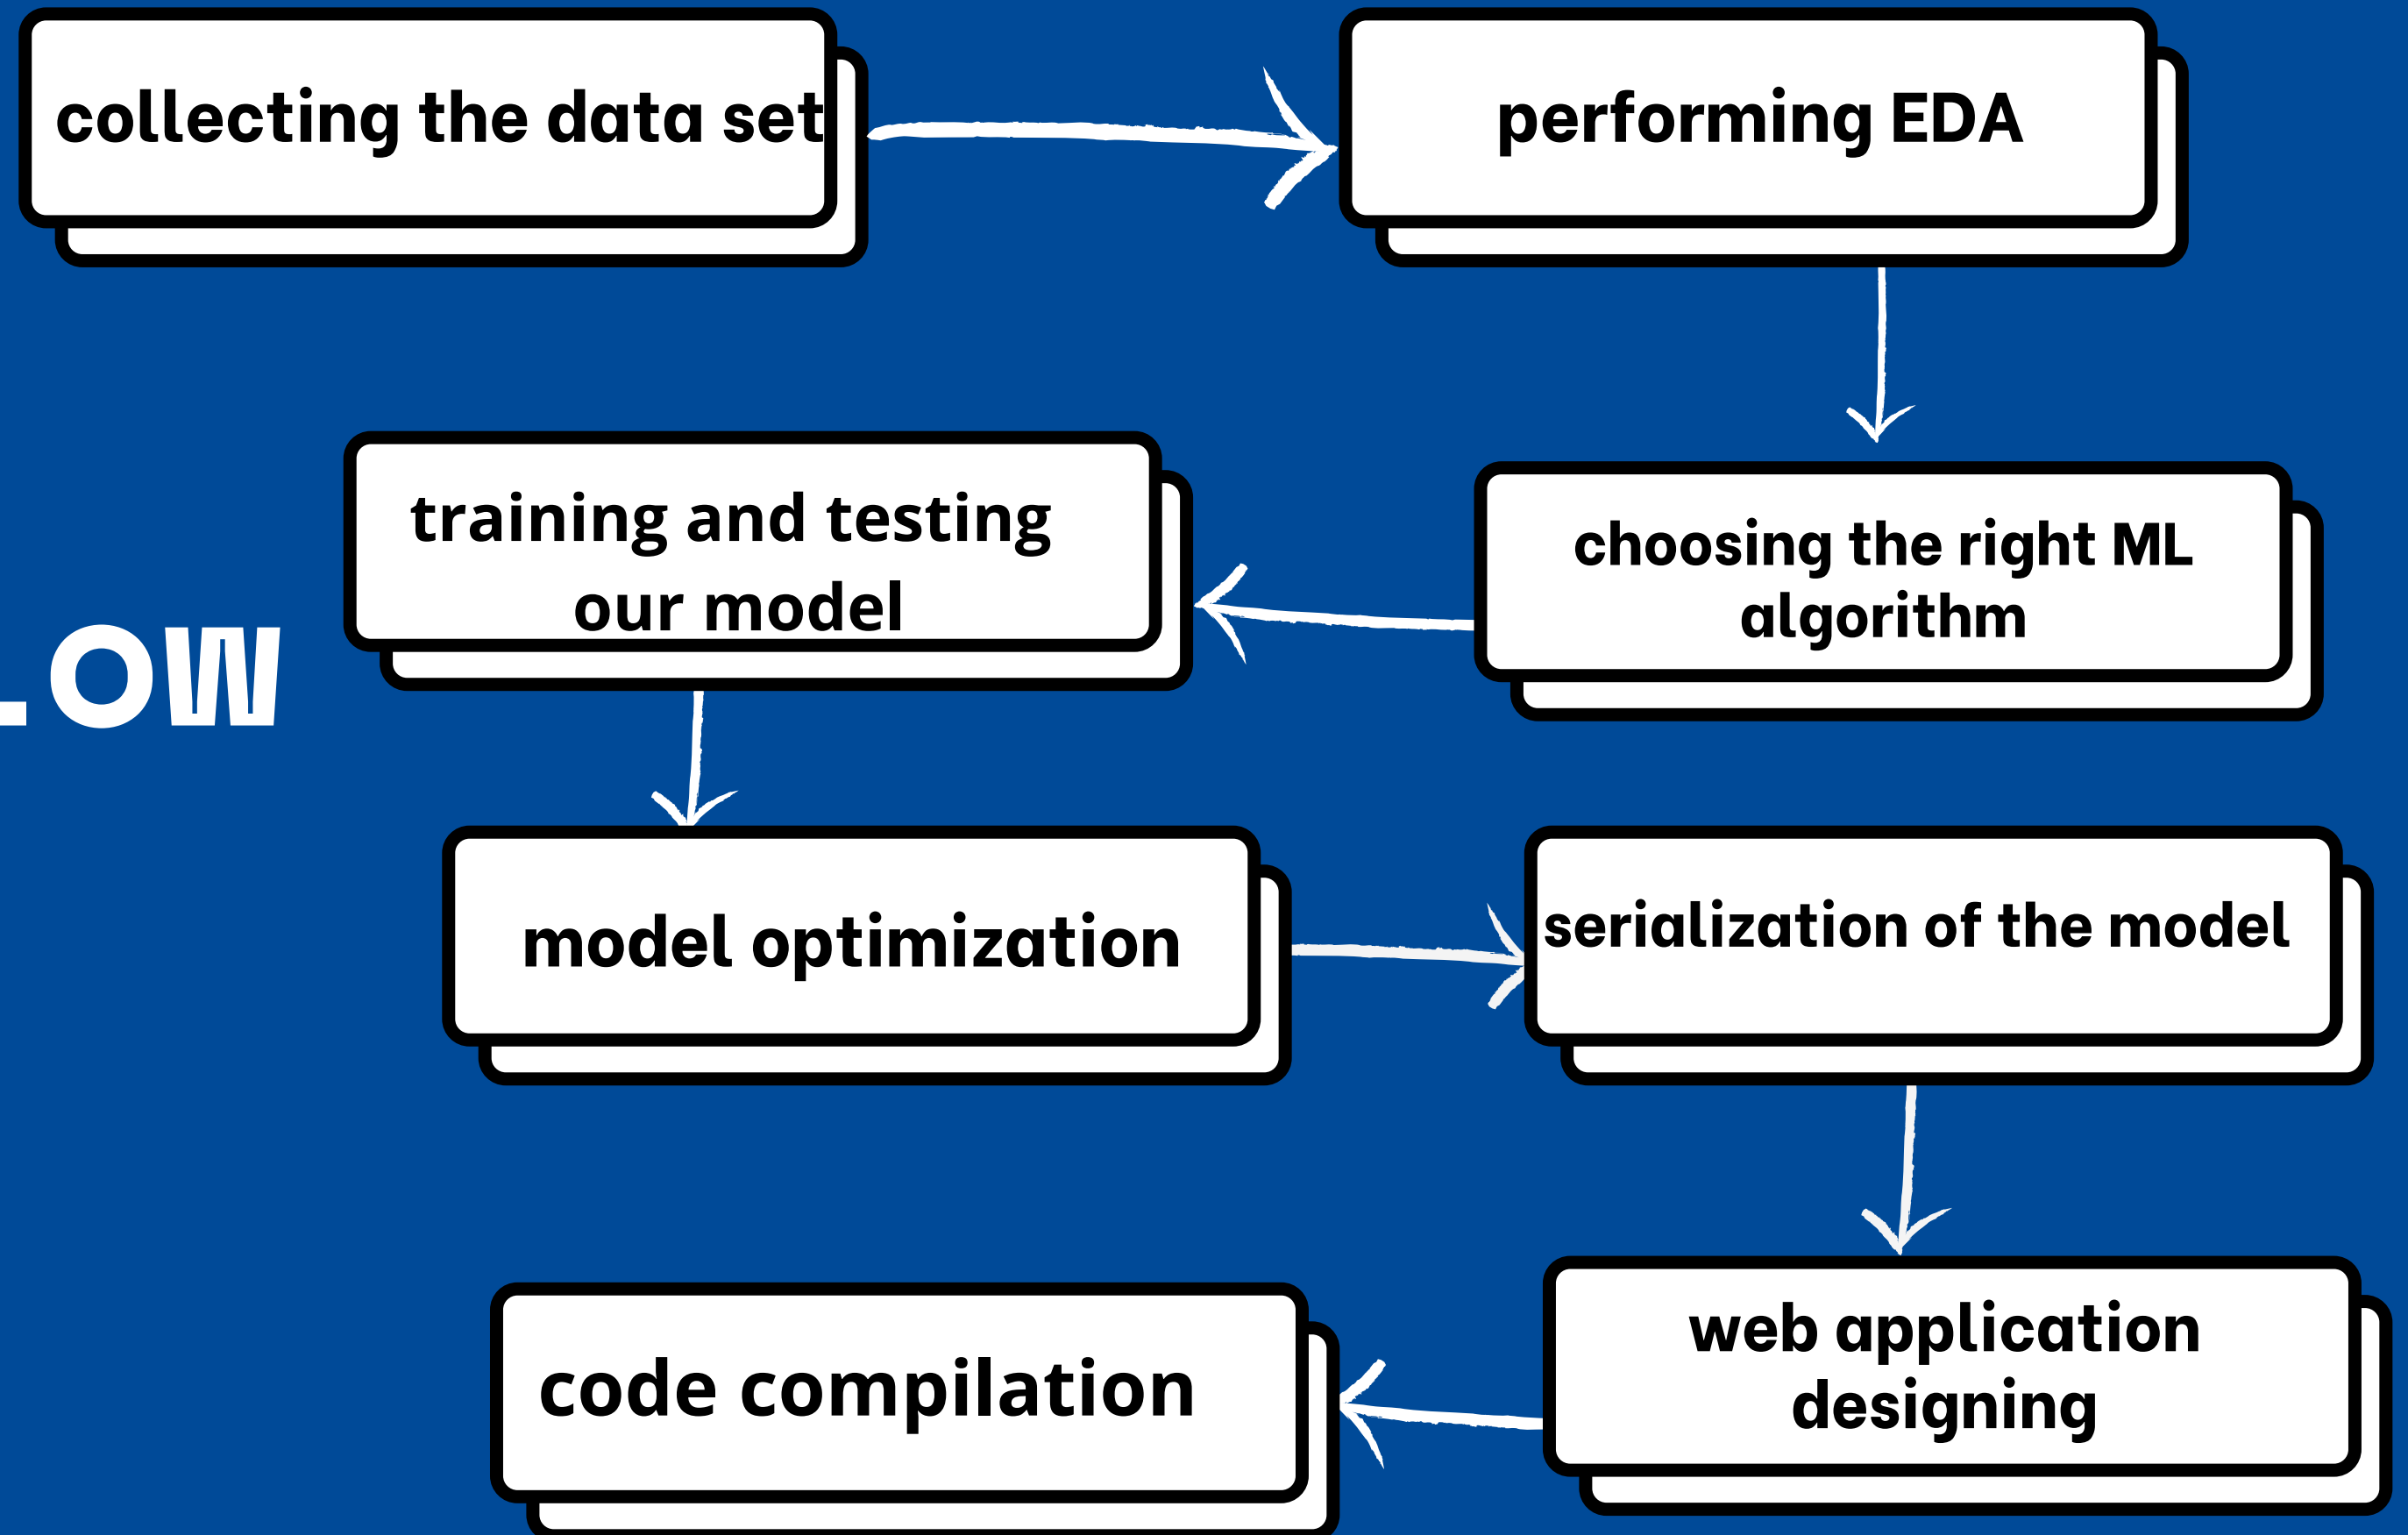 collecting the data set
performing EDA
choosing the right ML
algorithm
training and testing
our model
.OW
model optimization
serialization of the model
web application
designing
code compilation